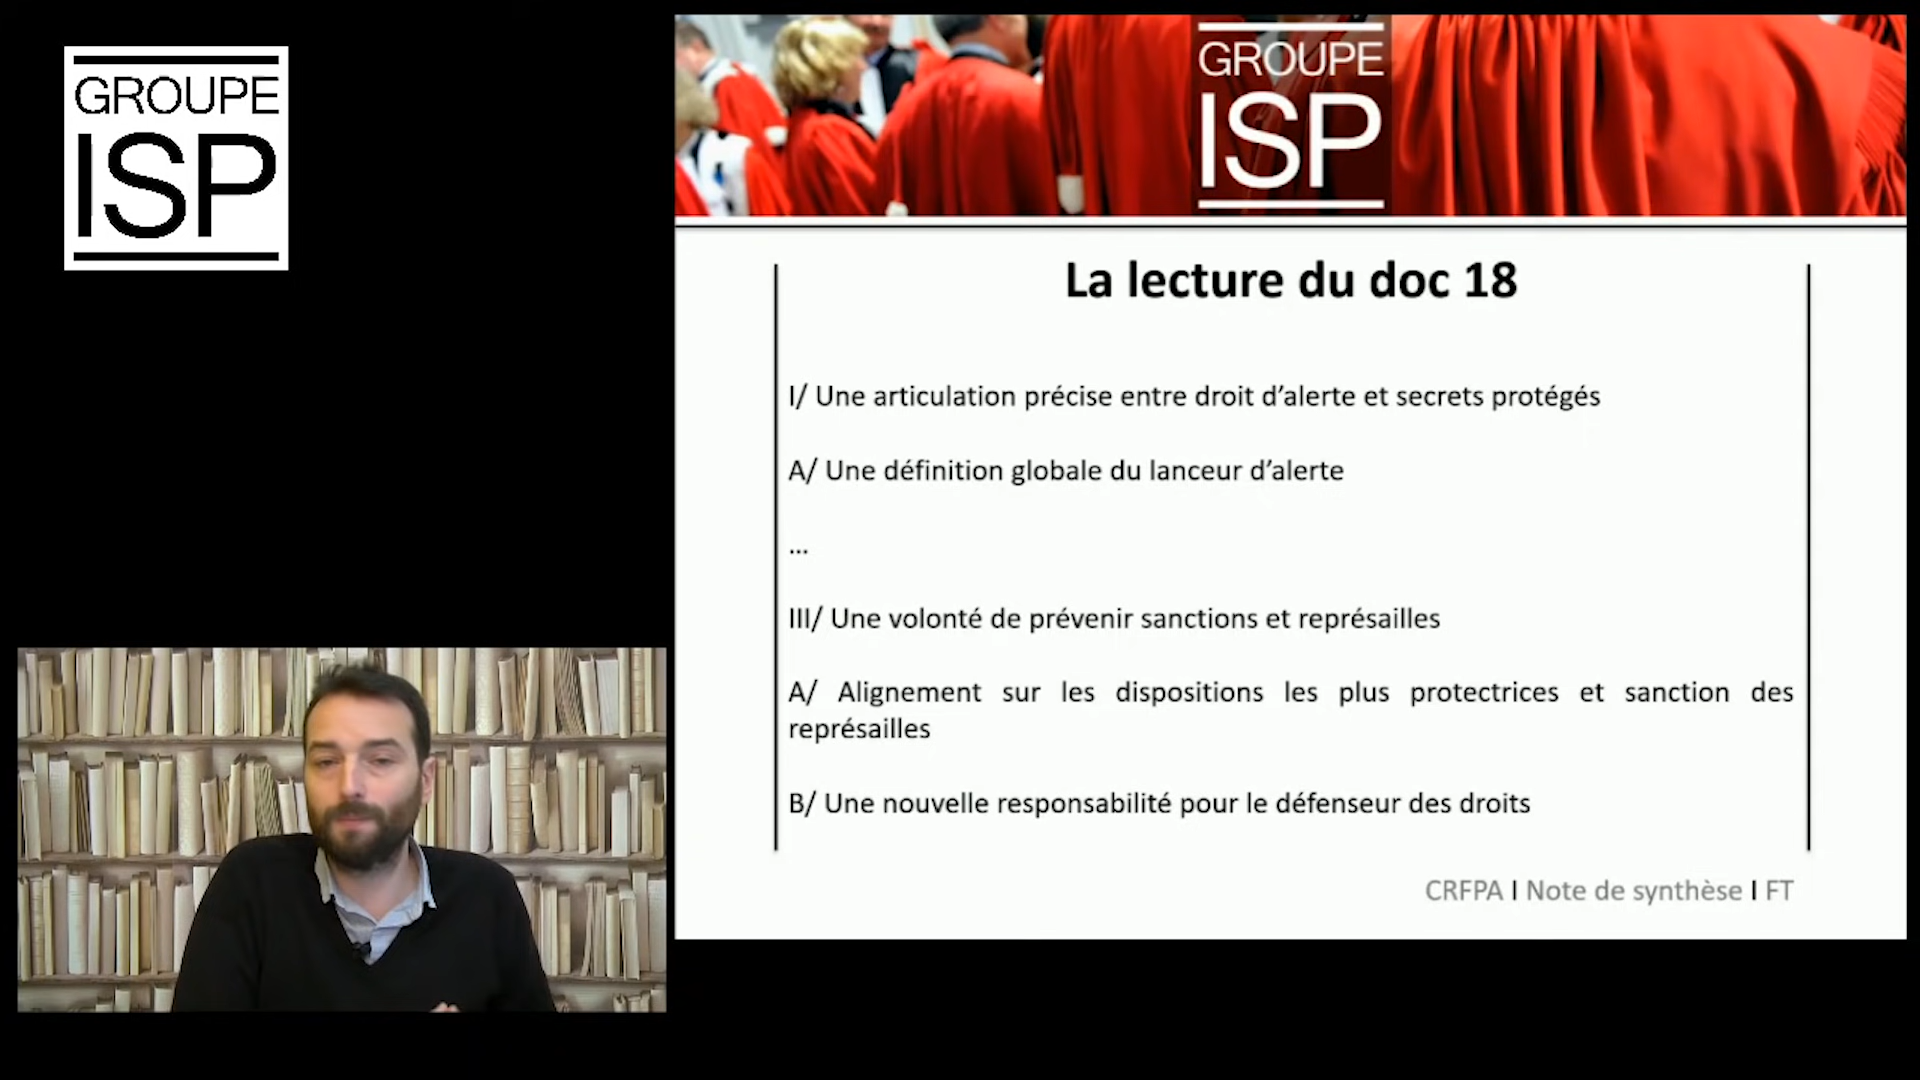 GROUPE
ISP
GROUPE
ISP
La lecture du doc 18
I/ Une articulation précise entre droit d’alerte et secrets protégés
A/ Une définition globale du lanceur d’alerte
...
III/ Une volonté de prévenir sanctions et représailles
A/ Alignement sur les dispositions les plus protectrices et sanction des
représailles
B/ Une nouvelle responsabilité pour le défenseur des droits
CRFPA I Note de synthèse I FT